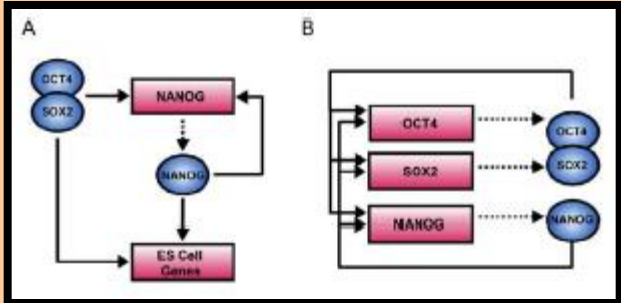 A
OCT4
SOX2
NANOG
NANOG
ES Cell
Genes
B
OCT4
SOX2
NANOG
OCT4
SOX2
NANOG